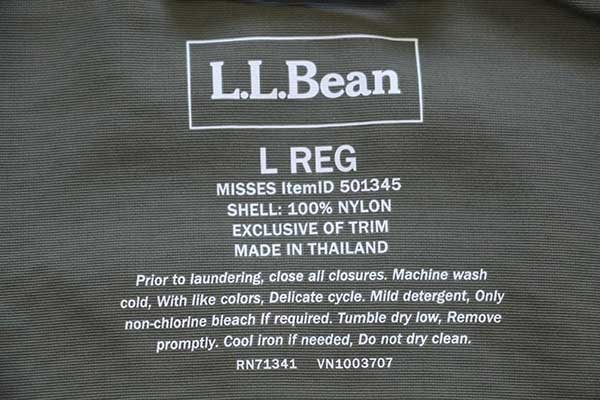 L.L.Bean
L REG
MISSES ItemID 501345
SHELL: 100% NYLON
EXCLUSIVE OF TRIM
MADE IN THAILAND
Prior to laundering, close all closures. Machine wash
cold, With like colors, Delicate cycle. Mild detergent, Only
non-chlorine bleach if required. Tumble dry low, Remove
promptly. Cool iron if needed, Do not dry clean.
RN71341 VN1003707